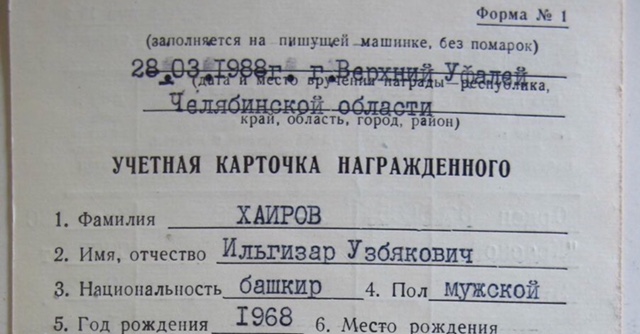 Форма № 1
(заполняется на пишущей машинке, без помарок)
28.03.1988г. г.Верхний Уфалей
(дата и место вручения награды—республика,
Челябинской области
край, область, город, район)
УЧЕТНАЯ КАРТОЧКА НАГРАЖДЕННОГО
1. Фамилия ХАИРОВ
2. Имя, отчество Ильгизар Узбякович
3. Национальность башкир 4. Пол мужской
5. Год рождения 1968 6. Место рождения